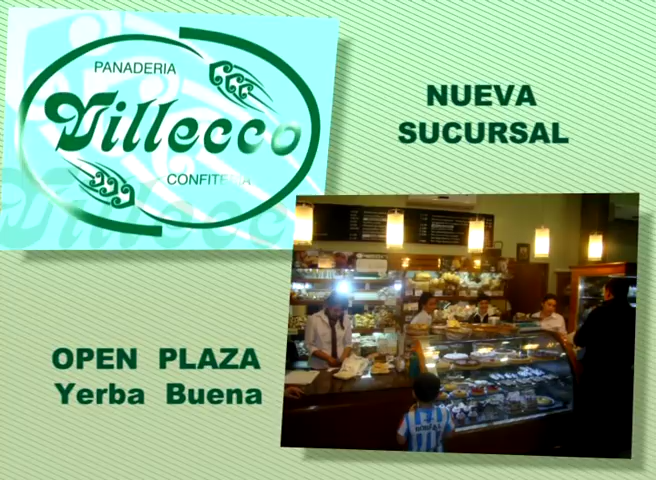 PANADERIA
Villecco
CONFITERIA
NUEVA
SUCURSAL
OPEN PLAZA
Yerba Buena